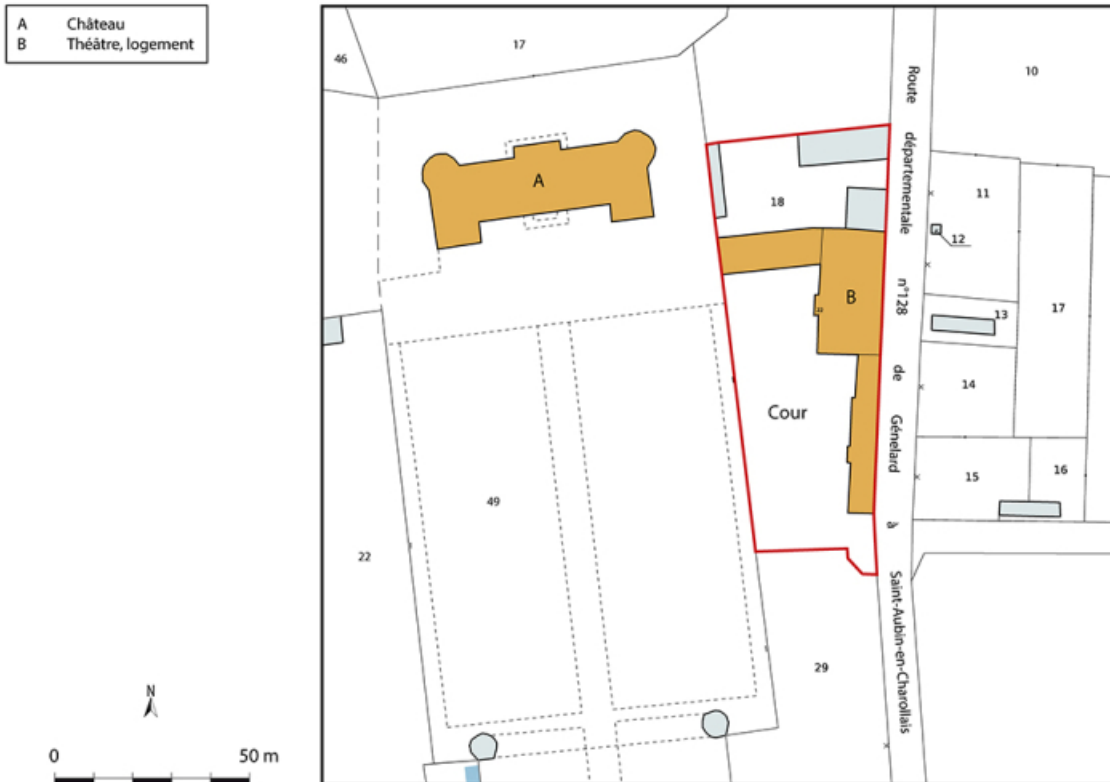 A Château
B Théâtre, logement
46
17
10
A
18
11
12
B
13
17
14
Cour
49
15
16
22
29
Route départementale n°128 de Génelard à Saint-Aubin-en-Charollais
N
0 50 m